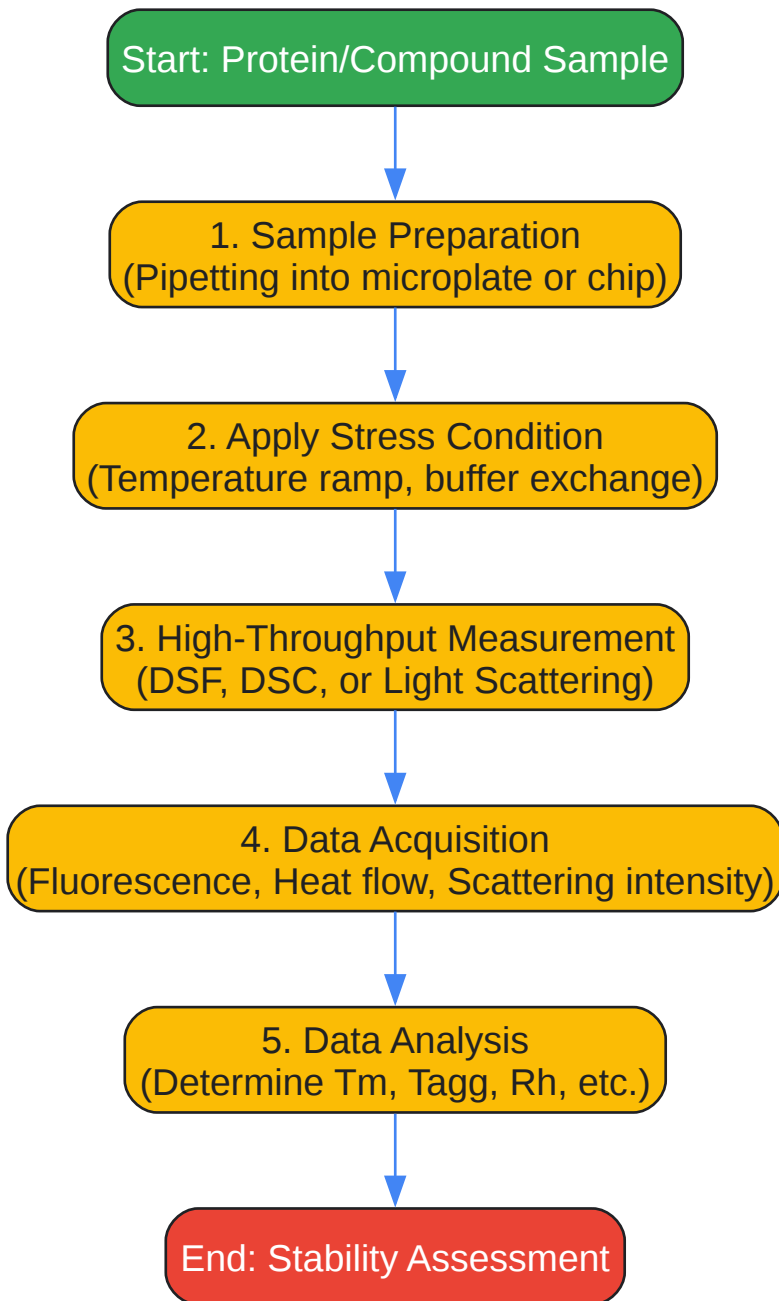 Start: Protein/Compound Sample
1. Sample Preparation
(Pipetting into microplate or chip)
2. Apply Stress Condition
(Temperature ramp, buffer exchange)
3. High-Throughput Measurement
(DSF, DSC, or Light Scattering)
4. Data Acquisition
(Fluorescence, Heat flow, Scattering intensity)
5. Data Analysis
(Determine Tm, Tagg, Rh, etc.)
End: Stability Assessment